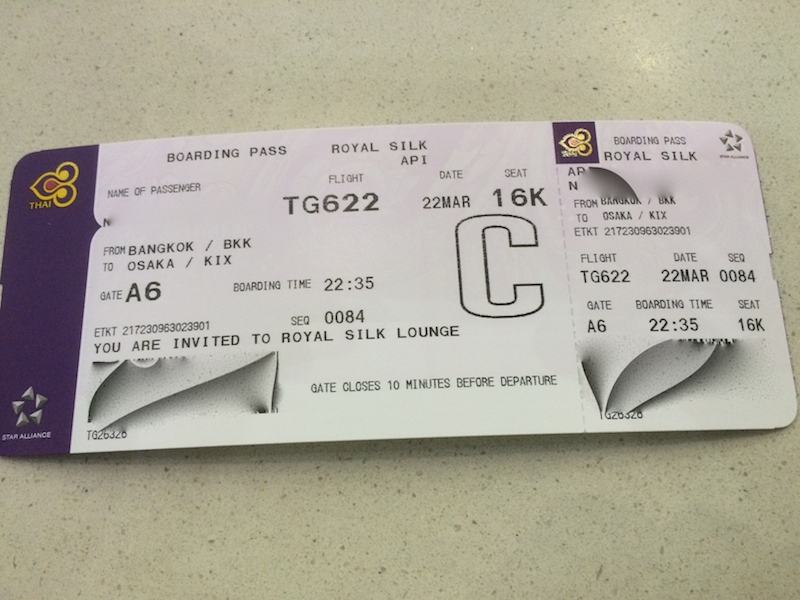 BOARDING PASS ROYAL SILK
API
NAME OF PASSENGER FLIGHT DATE SEAT
TG622 22MAR 16K
N
FROM BANGKOK / BKK
TO OSAKA / KIX
GATE A6 BOARDING TIME 22:35
C
ETKT 217230963023901 SEQ 0084
YOU ARE INVITED TO ROYAL SILK LOUNGE
GATE CLOSES 10 MINUTES BEFORE DEPARTURE
TG26326
THAI
STAR ALLIANCE
BOARDING PASS
ROYAL SILK
STAR ALLIANCE
N
FROM BANGKOK / BKK
TO OSAKA / KIX
ETKT 217230963023901
FLIGHT DATE SEQ
TG622 22MAR 0084
GATE BOARDING TIME SEAT
A6 22:35 16K
TG26326